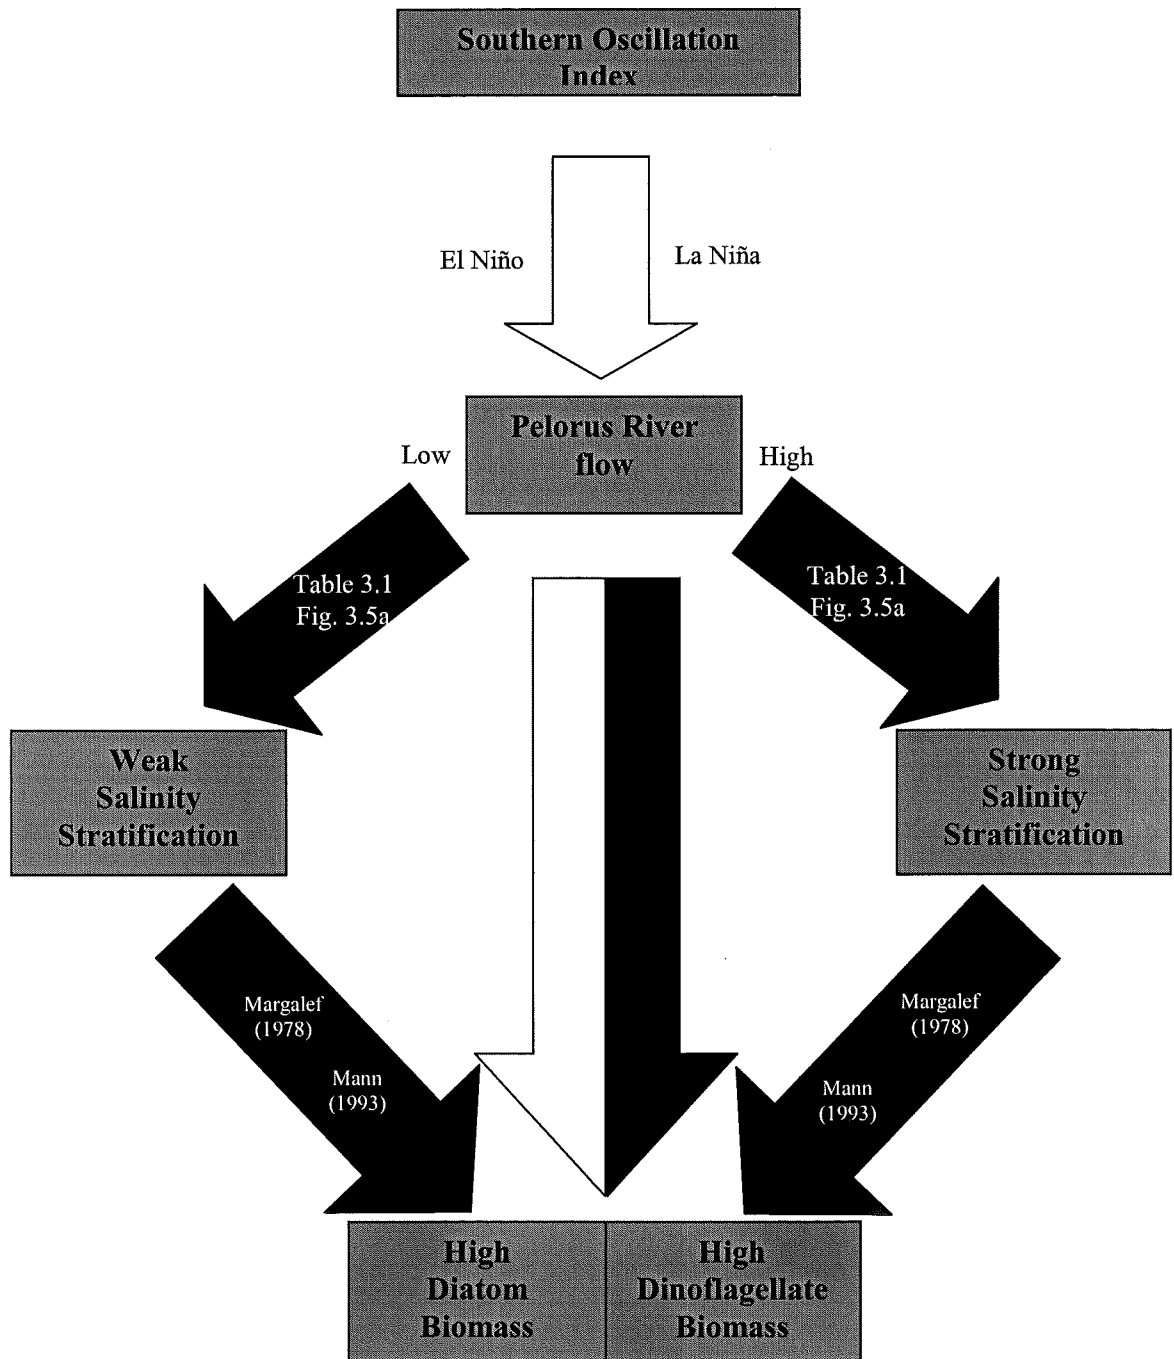 Southern Oscillation
Index
El Niño
La Niña
Pelorus River
flow
Low
High
Table 3.1
Fig. 3.5a
Table 3.1
Fig. 3.5a
Weak
Salinity
Stratification
Strong
Salinity
Stratification
Margalef
(1978)
Mann
(1993)
Margalef
(1978)
Mann
(1993)
High
Diatom
Biomass
High
Dinoflagellate
Biomass